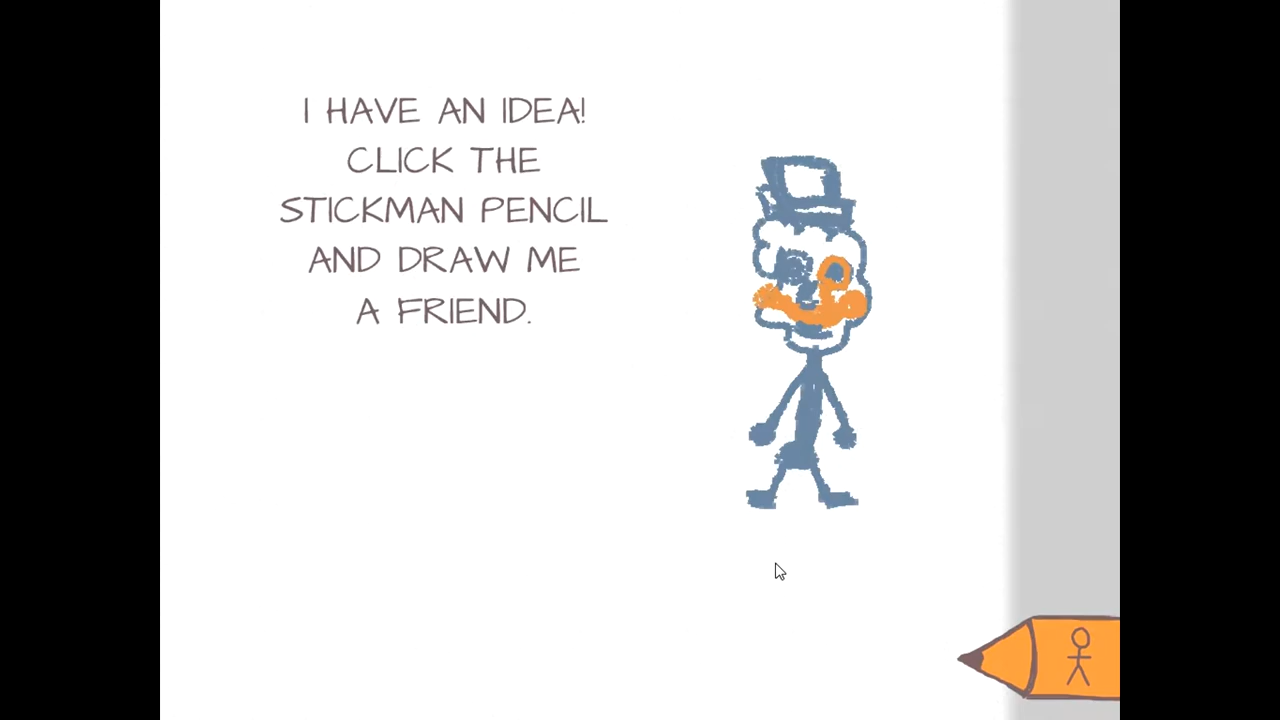 I HAVE AN IDEA!
CLICK THE
STICKMAN PENCIL
AND DRAW ME
A FRIEND.